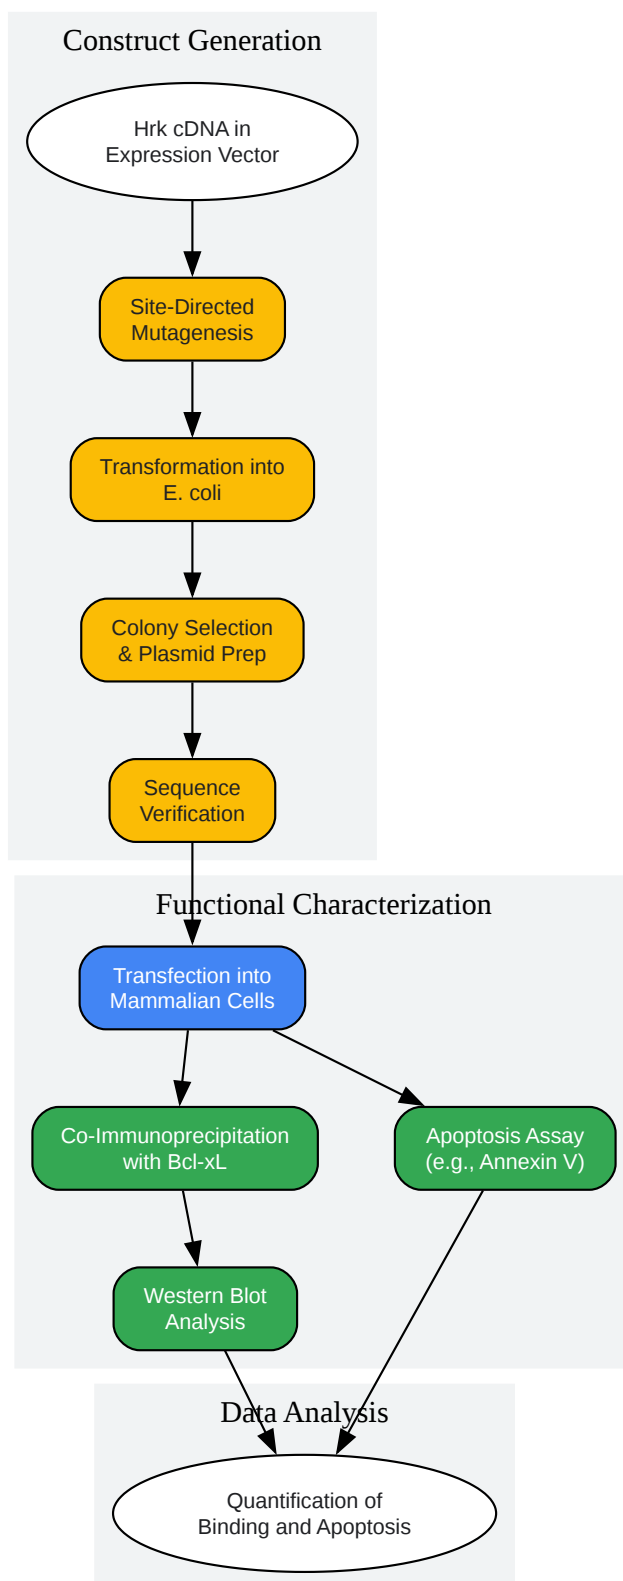 Construct Generation
Hrk cDNA in
Expression Vector
Site-Directed
Mutagenesis
Transformation into
E. coli
Colony Selection
& Plasmid Prep
Sequence
Verification
Functional Characterization
Transfection into
Mammalian Cells
Co-Immunoprecipitation
with Bcl-xL
Apoptosis Assay
(e.g., Annexin V)
Western Blot
Analysis
Data Analysis
Quantification of
Binding and Apoptosis